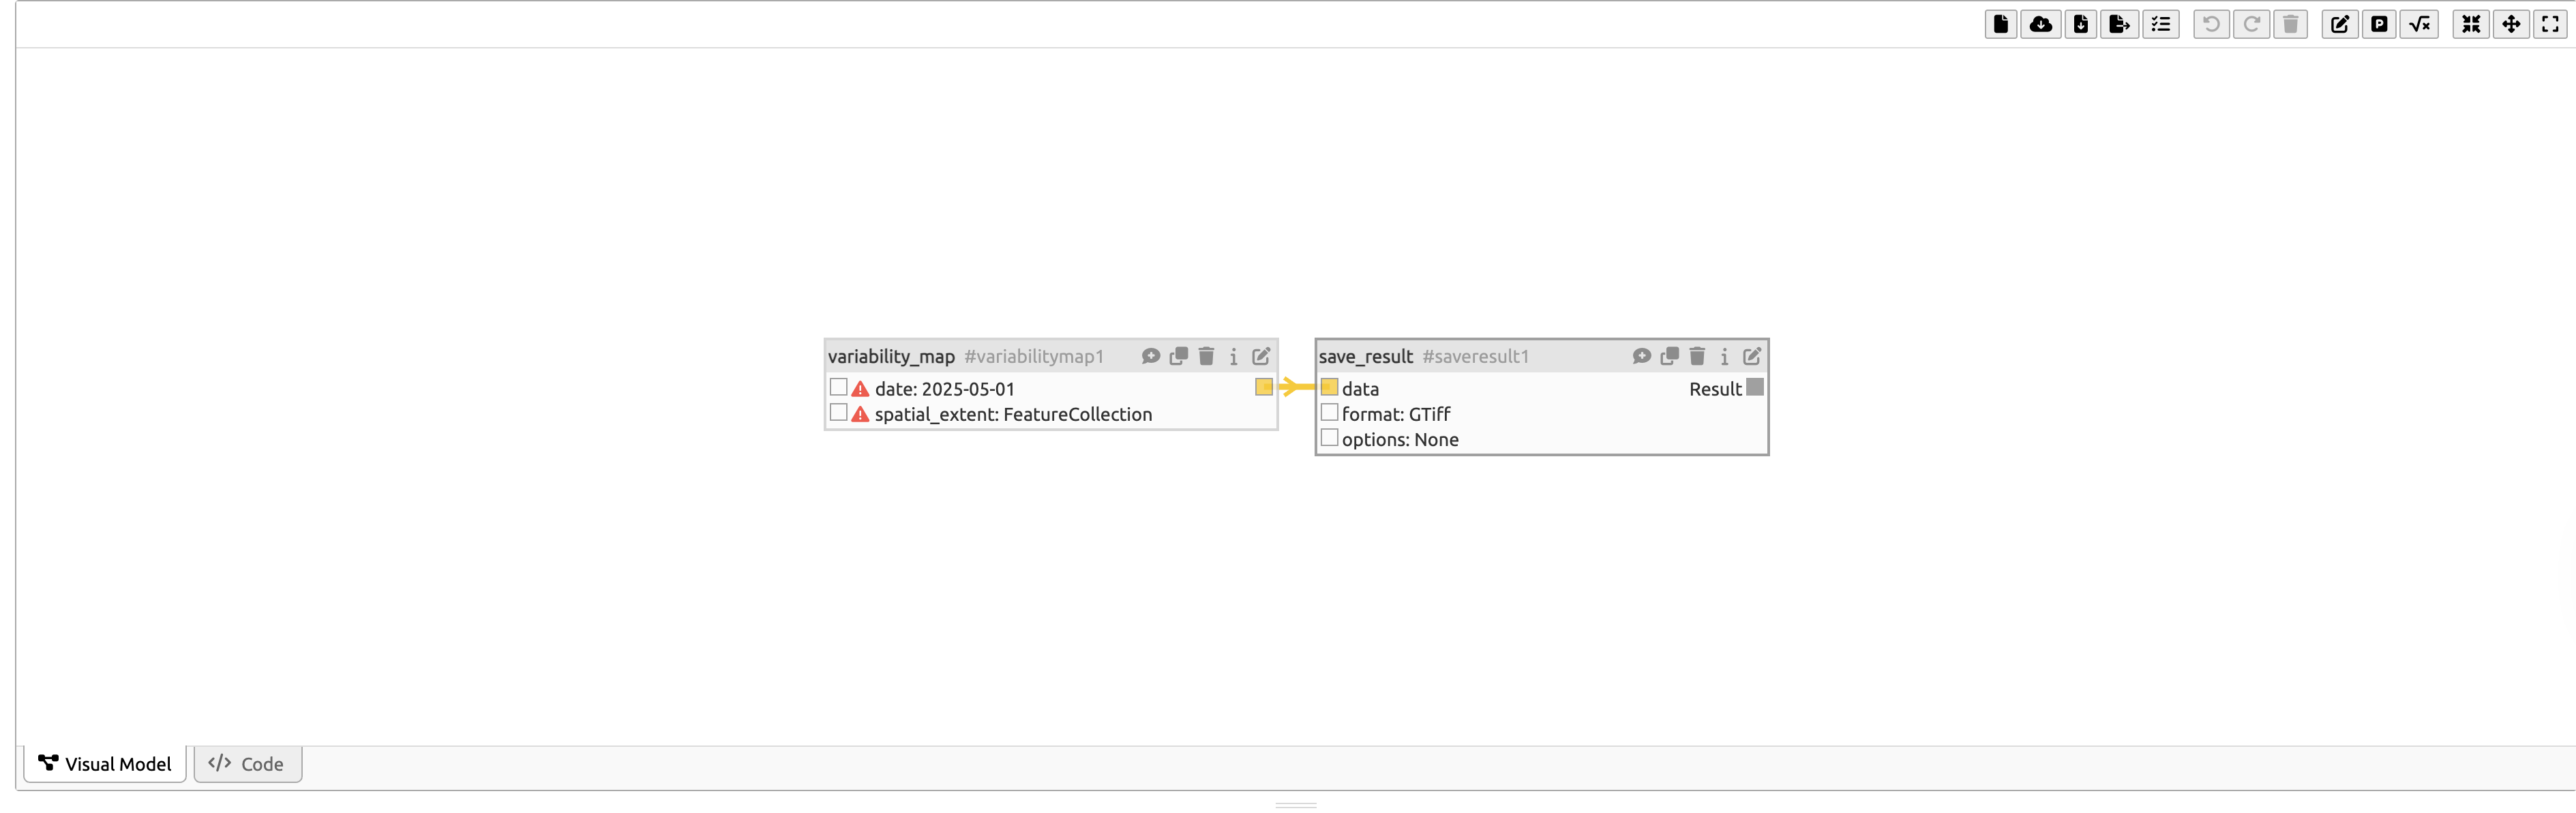 variability_map #variabilitymap1
date: 2025-05-01
spatial_extent: FeatureCollection
save_result #saveresult1
data Result
format: GTiff
options: None
Visual Model
</> Code